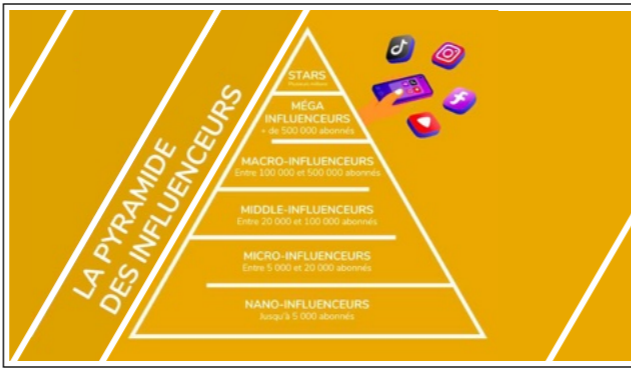 LA PYRAMIDE
DES INFLUENCEURS
STARS
MÉGA
INFLUENCEURS
+ de 500 000 abonnés
MACRO-INFLUENCEURS
Entre 100 000 et 500 000 abonnés
MIDDLE-INFLUENCEURS
Entre 20 000 et 100 000 abonnés
MICRO-INFLUENCEURS
Entre 5 000 et 20 000 abonnés
NANO-INFLUENCEURS
Jusqu'à 5 000 abonnés